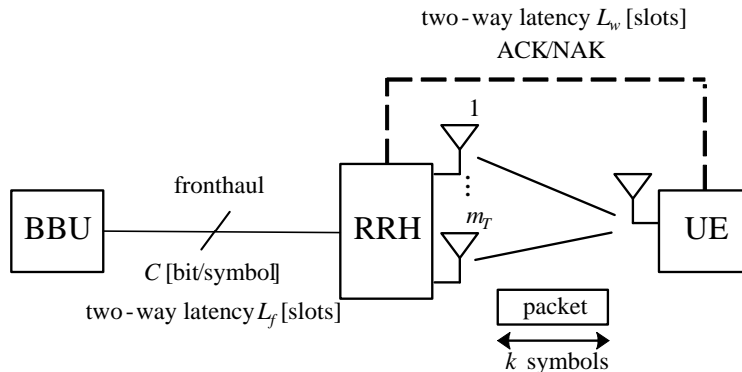 two-way latency L_w [slots]
ACK/NAK
1
fronthaul
⋮
m_T
BBU
RRH
UE
C [bit/symbol]
two-way latency L_f [slots]
packet
k symbols